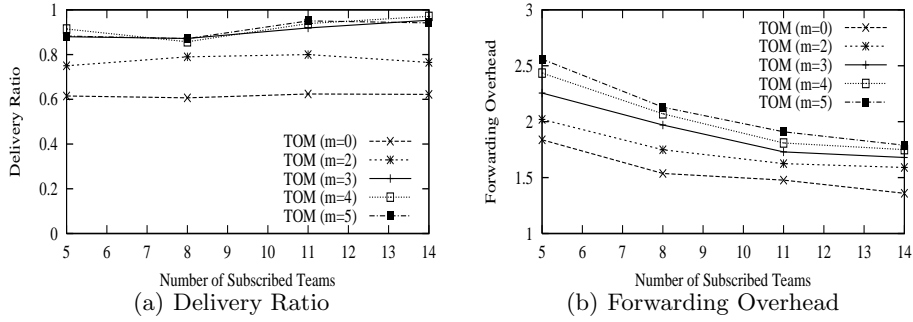 1
0.8
0.6
0.4
0.2
0
Delivery Ratio
TOM (m=0)
TOM (m=2)
TOM (m=3)
TOM (m=4)
TOM (m=5)
5 6 7 8 9 10 11 12 13 14
Number of Subscribed Teams
(a) Delivery Ratio
3
2.5
2
1.5
1
Forwarding Overhead
TOM (m=0)
TOM (m=2)
TOM (m=3)
TOM (m=4)
TOM (m=5)
5 6 7 8 9 10 11 12 13 14
Number of Subscribed Teams
(b) Forwarding Overhead